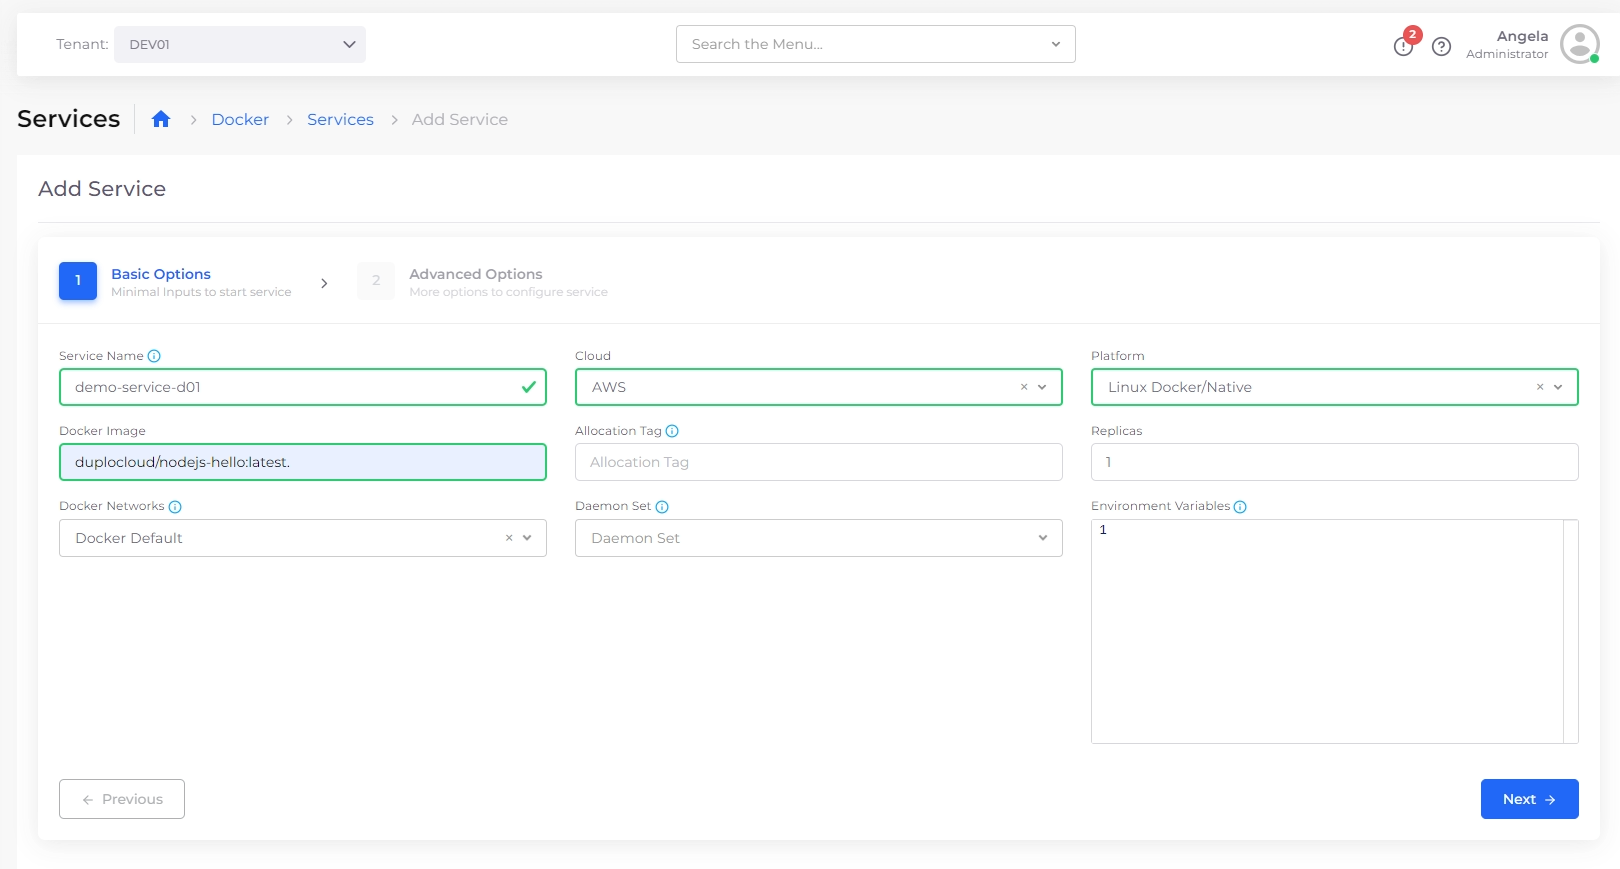 Tenant: DEV01 Search the Menu... 2 Angela
Administrator
Services Docker Services Add Service
Add Service
1 Basic Options 2 Advanced Options
Minimal Inputs to start service More options to configure service
Service Name Cloud Platform
demo-service-d01 × AWS × Linux Docker/Native ×
Docker Image Allocation Tag Replicas
duplocloud/nodejs-hello:latest. Allocation Tag 1
Docker Networks Daemon Set Environment Variables
Docker Default × Daemon Set 1
← Previous Next →